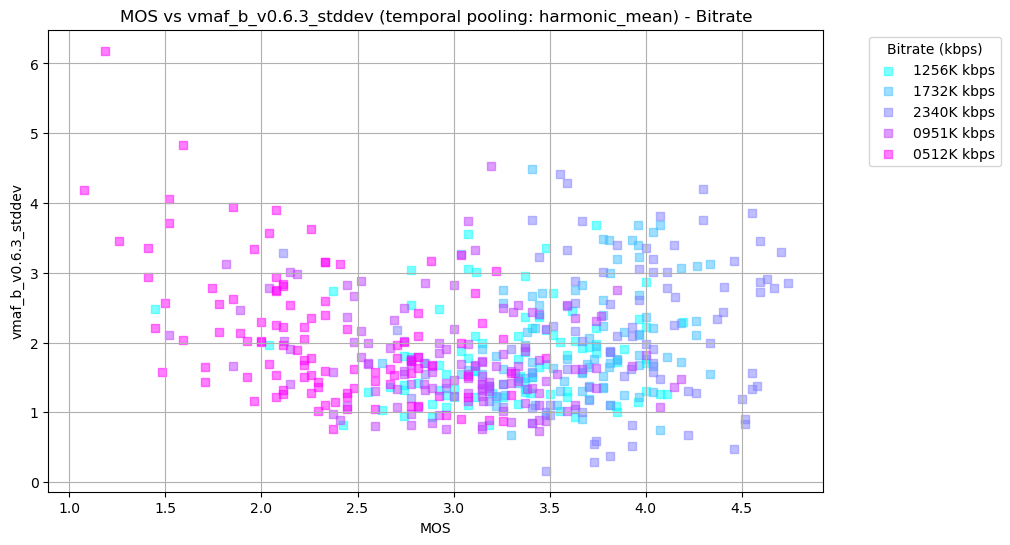 MOS vs vmaf_b_v0.6.3_stddev (temporal pooling: harmonic_mean) - Bitrate
Bitrate (kbps)
1256K kbps
1732K kbps
2340K kbps
0951K kbps
0512K kbps
vmaf_b_v0.6.3_stddev
6
5
4
3
2
1
0
1.0 1.5 2.0 2.5 3.0 3.5 4.0 4.5
MOS